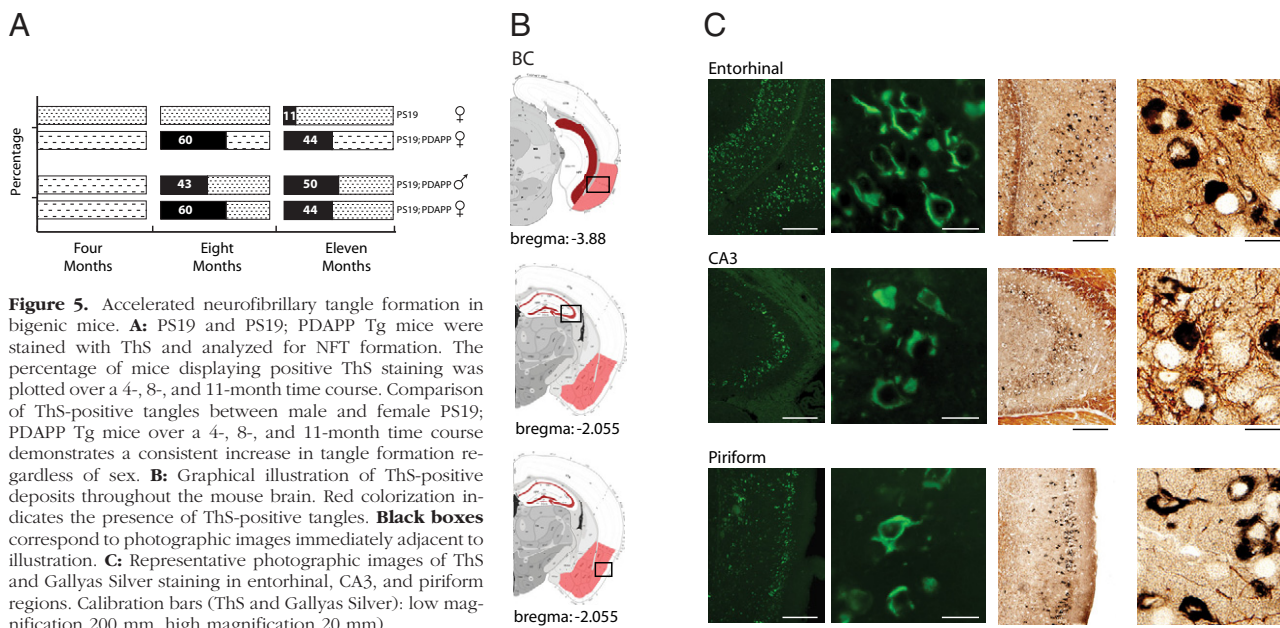 A
B
C
BC
Percentage
11 PS19 ♀
60 44 PS19; PDAPP ♀
43 50 PS19; PDAPP ♂
60 44 PS19; PDAPP ♀
Four Months
Eight Months
Eleven Months
Figure 5. Accelerated neurofibrillary tangle formation in
bigenic mice. A: PS19 and PS19; PDAPP Tg mice were
stained with ThS and analyzed for NFT formation. The
percentage of mice displaying positive ThS staining was
plotted over a 4-, 8-, and 11-month time course. Comparison
of ThS-positive tangles between male and female PS19;
PDAPP Tg mice over a 4-, 8-, and 11-month time course
demonstrates a consistent increase in tangle formation re-
gardless of sex. B: Graphical illustration of ThS-positive
deposits throughout the mouse brain. Red colorization in-
dicates the presence of ThS-positive tangles. Black boxes
correspond to photographic images immediately adjacent to
illustration. C: Representative photographic images of ThS
and Gallyas Silver staining in entorhinal, CA3, and piriform
regions. Calibration bars (ThS and Gallyas Silver): low mag-
nification 200 mm, high magnification 20 mm)
bregma: -3.88
bregma: -2.055
bregma: -2.055
Entorhinal
CA3
Piriform